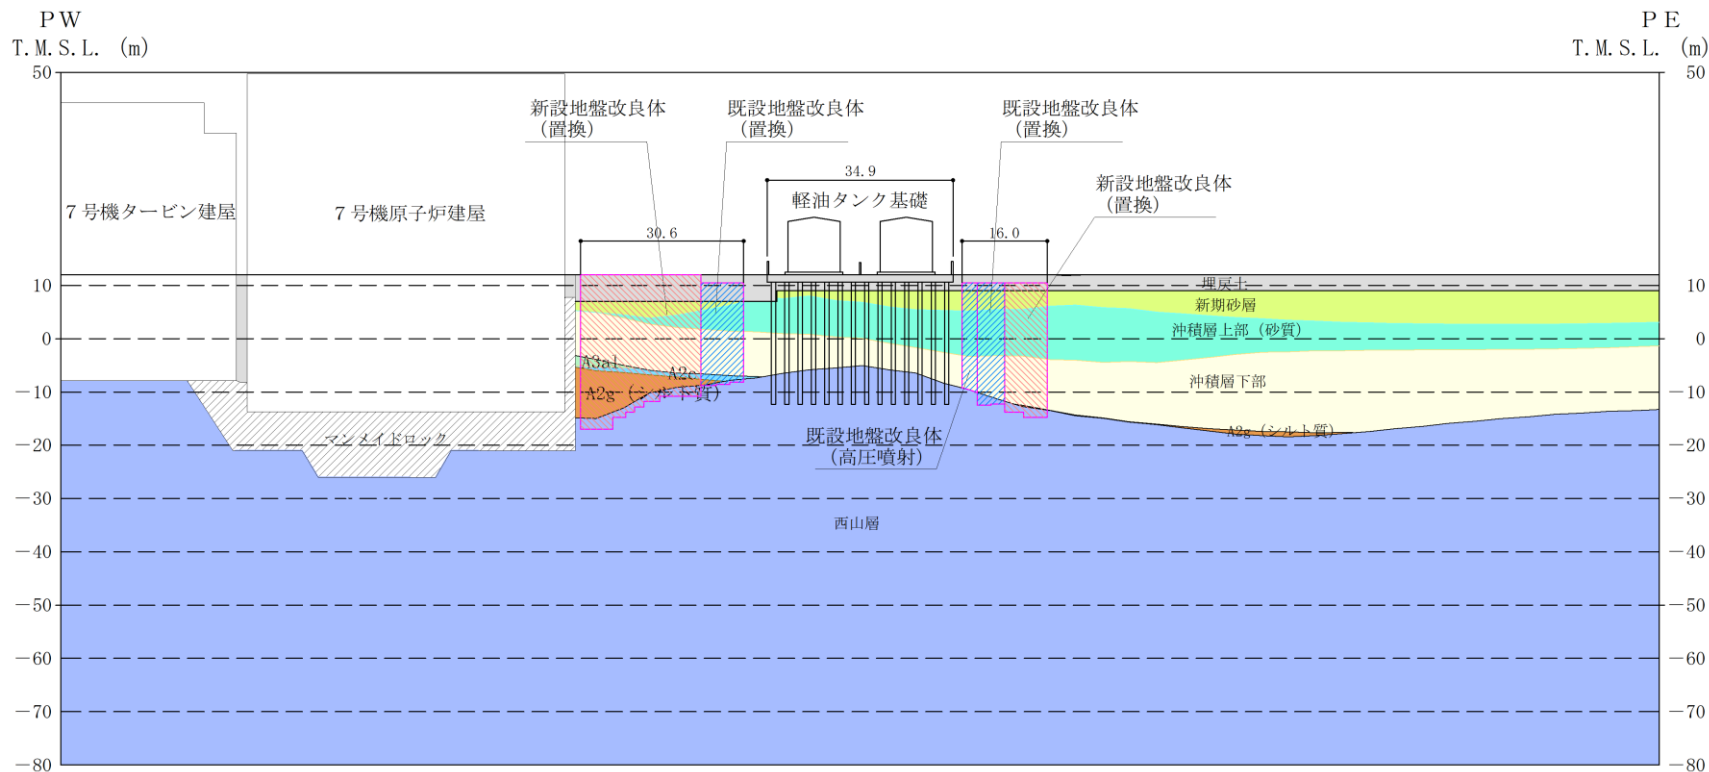 ＰＷ
ＰＥ
T.M.S.L. (m)
T.M.S.L. (m)
50
50
新設地盤改良体
(置換)
既設地盤改良体
(置換)
既設地盤改良体
(置換)
34.9
新設地盤改良体
(置換)
軽油タンク基礎
７号機タービン建屋
７号機原子炉建屋
30.6
16.0
埋戻土
10
10
新期砂層
沖積層上部（砂質）
0
0
A3a1
A2c
沖積層下部
－10
A2g（シルト質）
－10
既設地盤改良体
(高圧噴射)
マンメイドロック
A2g（シルト質）
－20
－20
－30
－30
西山層
－40
－40
－50
－50
－60
－60
－70
－70
－80
－80